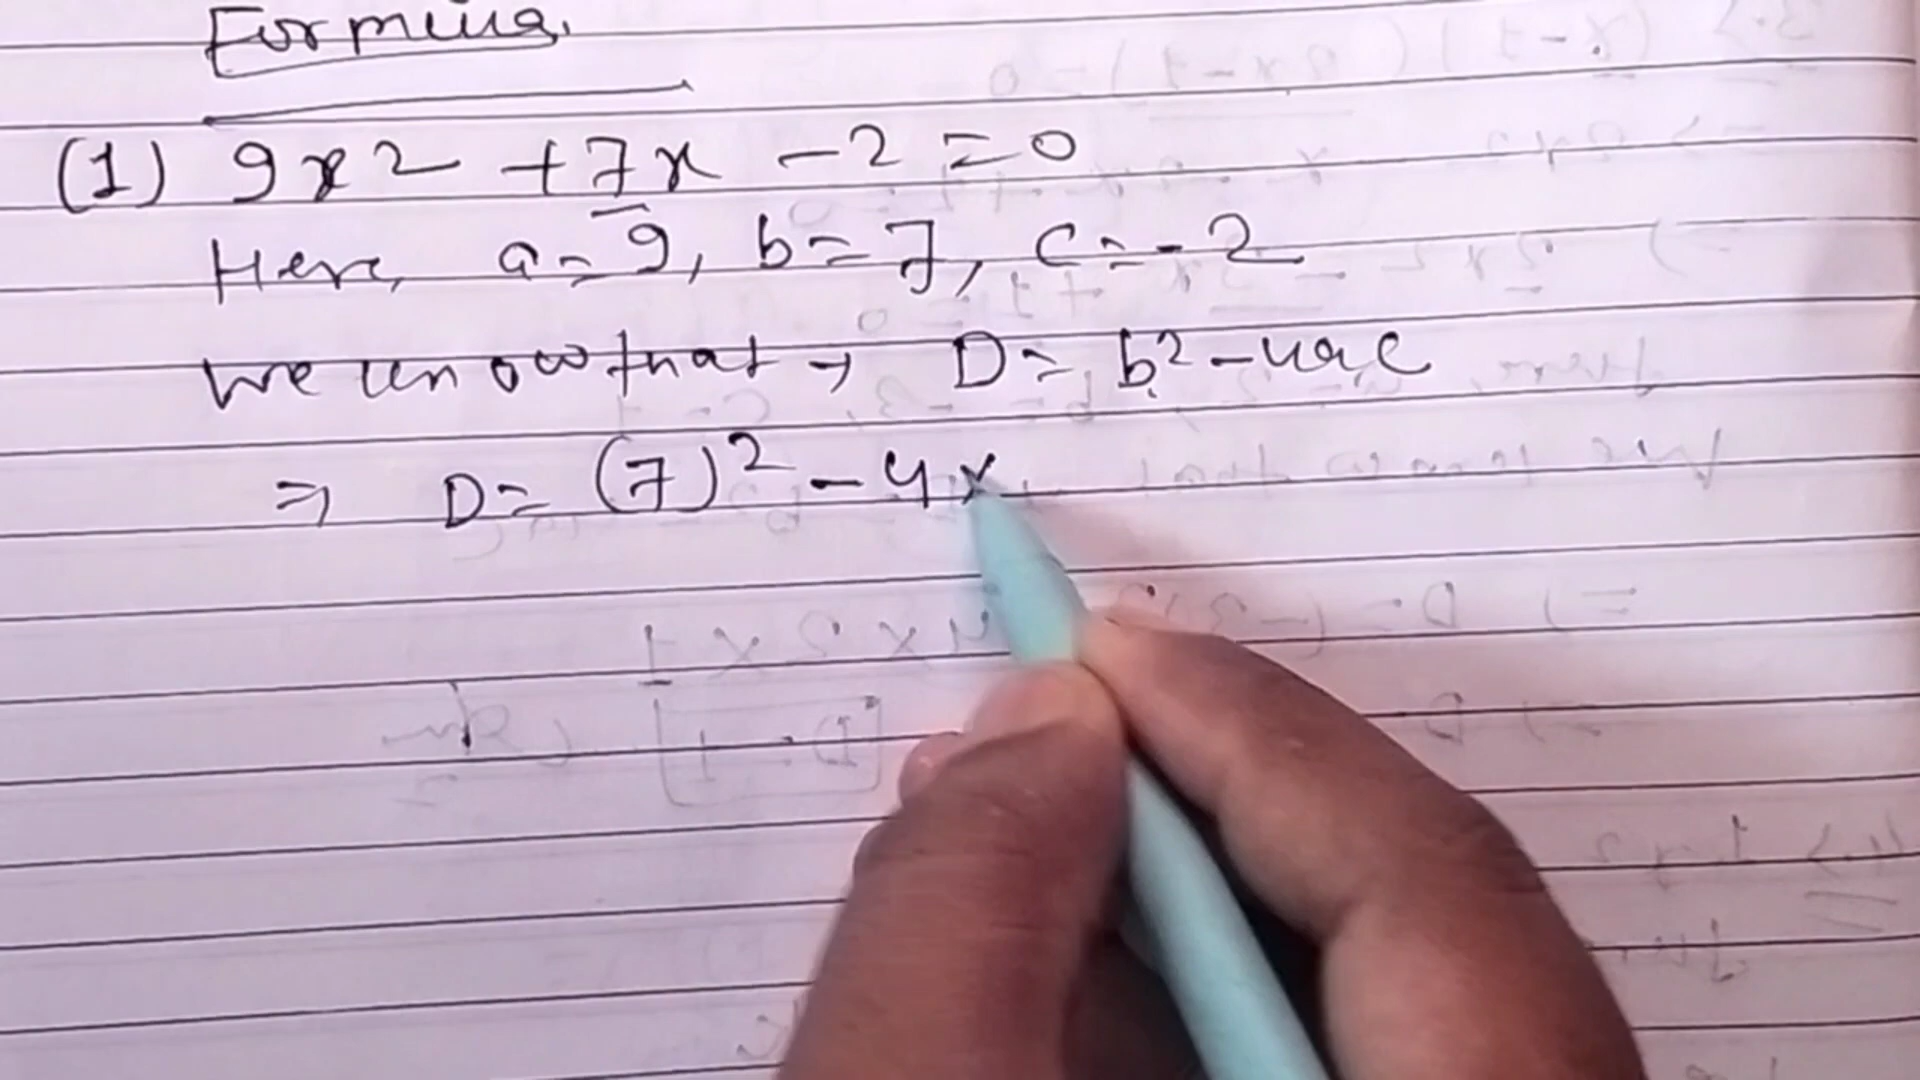 Formula.
(1) 9x2 + 7x - 2 = 0
Here, a = 9, b = 7, c = -2
We know that → D = b² - 4ac
⇒ D = (7)² - 4 ×